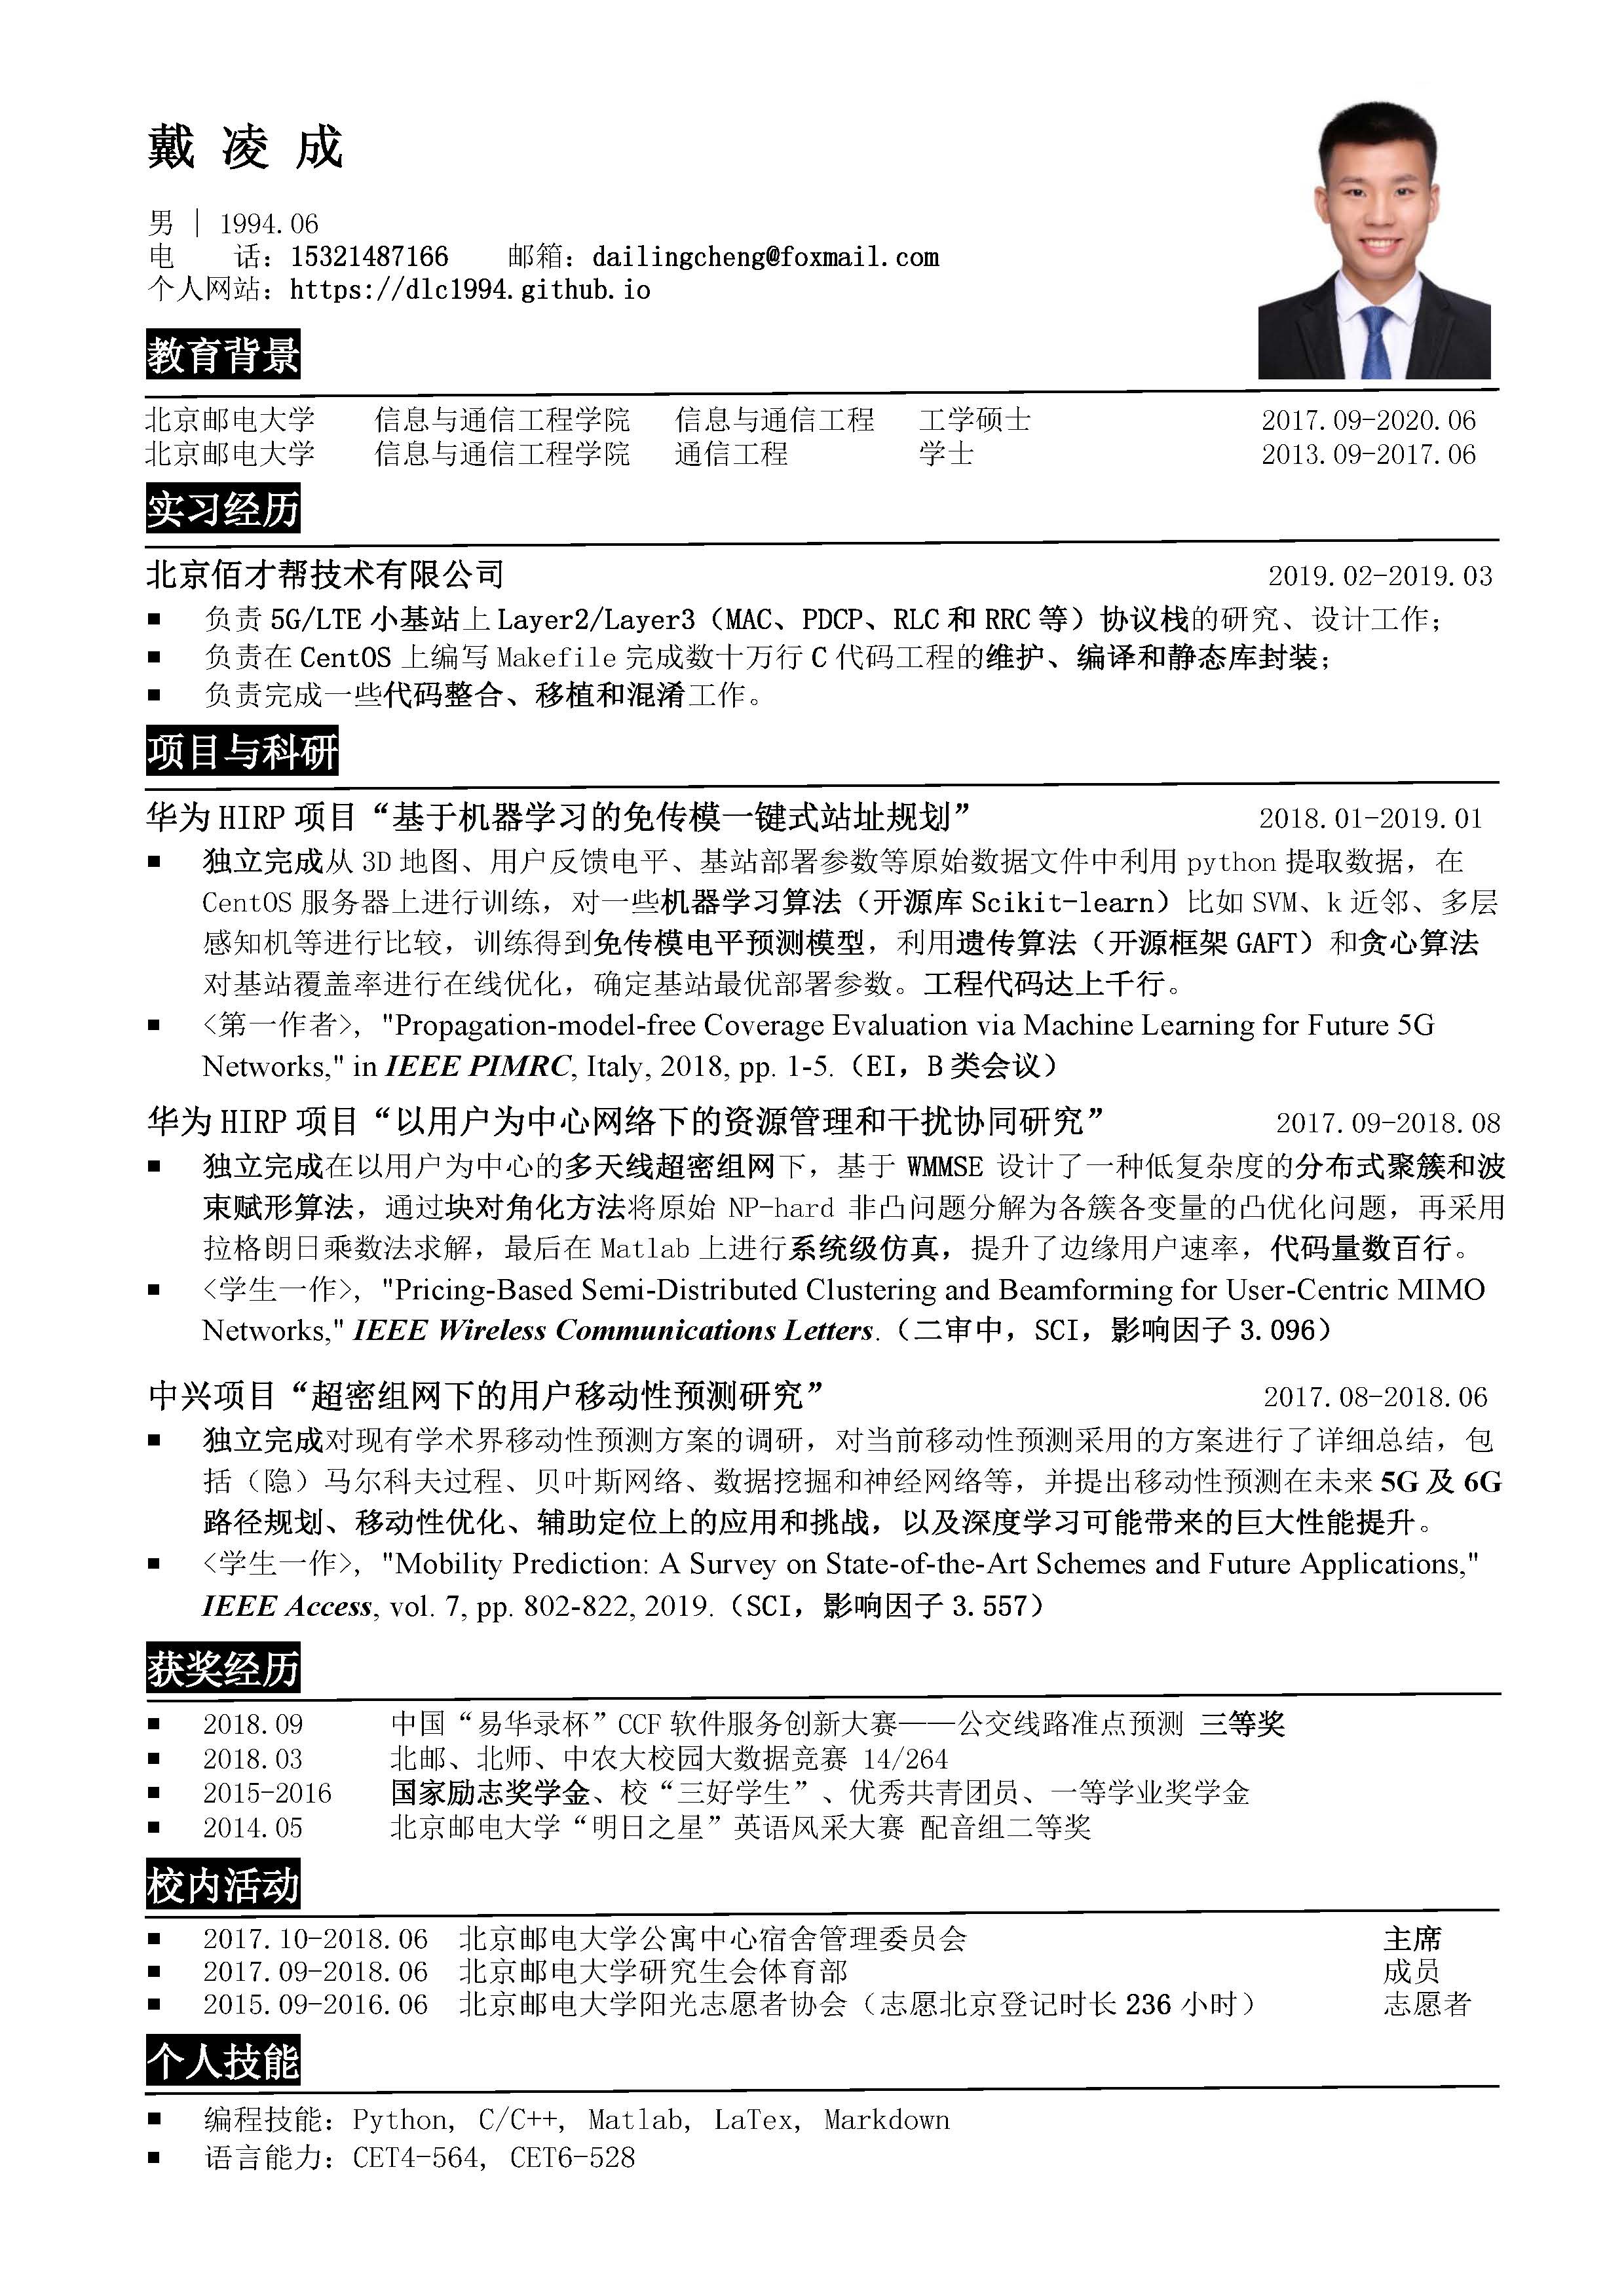 戴 凌 成
男 | 1994.06
电　　话：15321487166　　邮箱：dailingcheng@foxmail.com
个人网站：https://dlc1994.github.io
教育背景
北京邮电大学　信息与通信工程学院　信息与通信工程　工学硕士　2017.09-2020.06
北京邮电大学　信息与通信工程学院　通信工程　学士　2013.09-2017.06
实习经历
北京佰才帮技术有限公司　2019.02-2019.03
■ 负责 5G/LTE 小基站上 Layer2/Layer3（MAC、PDCP、RLC 和 RRC 等）协议栈的研究、设计工作；
■ 负责在 CentOS 上编写 Makefile 完成数十万行 C 代码工程的维护、编译和静态库封装；
■ 负责完成一些代码整合、移植和混淆工作。
项目与科研
华为 HIRP 项目“基于机器学习的免传模一键式站址规划”　2018.01-2019.01
■ 独立完成从 3D 地图、用户反馈电平、基站部署参数等原始数据文件中利用 python 提取数据，在
CentOS 服务器上进行训练，对一些机器学习算法（开源库 Scikit-learn）比如 SVM、k 近邻、多层
感知机等进行比较，训练得到免传模电平预测模型，利用遗传算法（开源框架 GAFT）和贪心算法
对基站覆盖率进行在线优化，确定基站最优部署参数。工程代码达上千行。
■ <第一作者>, "Propagation-model-free Coverage Evaluation via Machine Learning for Future 5G
Networks," in IEEE PIMRC, Italy, 2018, pp. 1-5.（EI，B 类会议）
华为 HIRP 项目“以用户为中心网络下的资源管理和干扰协同研究”　2017.09-2018.08
■ 独立完成在以用户为中心的多天线超密组网下，基于 WMMSE 设计了一种低复杂度的分布式聚簇和波
束赋形算法，通过块对角化方法将原始 NP-hard 非凸问题分解为各簇各变量的凸优化问题，再采用
拉格朗日乘数法求解，最后在 Matlab 上进行系统级仿真，提升了边缘用户速率，代码量数百行。
■ <学生一作>, "Pricing-Based Semi-Distributed Clustering and Beamforming for User-Centric MIMO
Networks," IEEE Wireless Communications Letters.（二审中，SCI，影响因子 3.096）
中兴项目“超密组网下的用户移动性预测研究”　2017.08-2018.06
■ 独立完成对现有学术界移动性预测方案的调研，对当前移动性预测采用的方案进行了详细总结，包
括（隐）马尔科夫过程、贝叶斯网络、数据挖掘和神经网络等，并提出移动性预测在未来 5G 及 6G
路径规划、移动性优化、辅助定位上的应用和挑战，以及深度学习可能带来的巨大性能提升。
■ <学生一作>, "Mobility Prediction: A Survey on State-of-the-Art Schemes and Future Applications,"
IEEE Access, vol. 7, pp. 802-822, 2019.（SCI，影响因子 3.557）
获奖经历
■ 2018.09　中国“易华录杯”CCF 软件服务创新大赛——公交线路准点预测 三等奖
■ 2018.03　北邮、北师、中农大校园大数据竞赛 14/264
■ 2015-2016　国家励志奖学金、校“三好学生”、优秀共青团员、一等学业奖学金
■ 2014.05　北京邮电大学“明日之星”英语风采大赛 配音组二等奖
校内活动
■ 2017.10-2018.06　北京邮电大学公寓中心宿舍管理委员会　主席
■ 2017.09-2018.06　北京邮电大学研究生会体育部　成员
■ 2015.09-2016.06　北京邮电大学阳光志愿者协会（志愿北京登记时长 236 小时）　志愿者
个人技能
■ 编程技能：Python, C/C++, Matlab, LaTex, Markdown
■ 语言能力：CET4-564, CET6-528